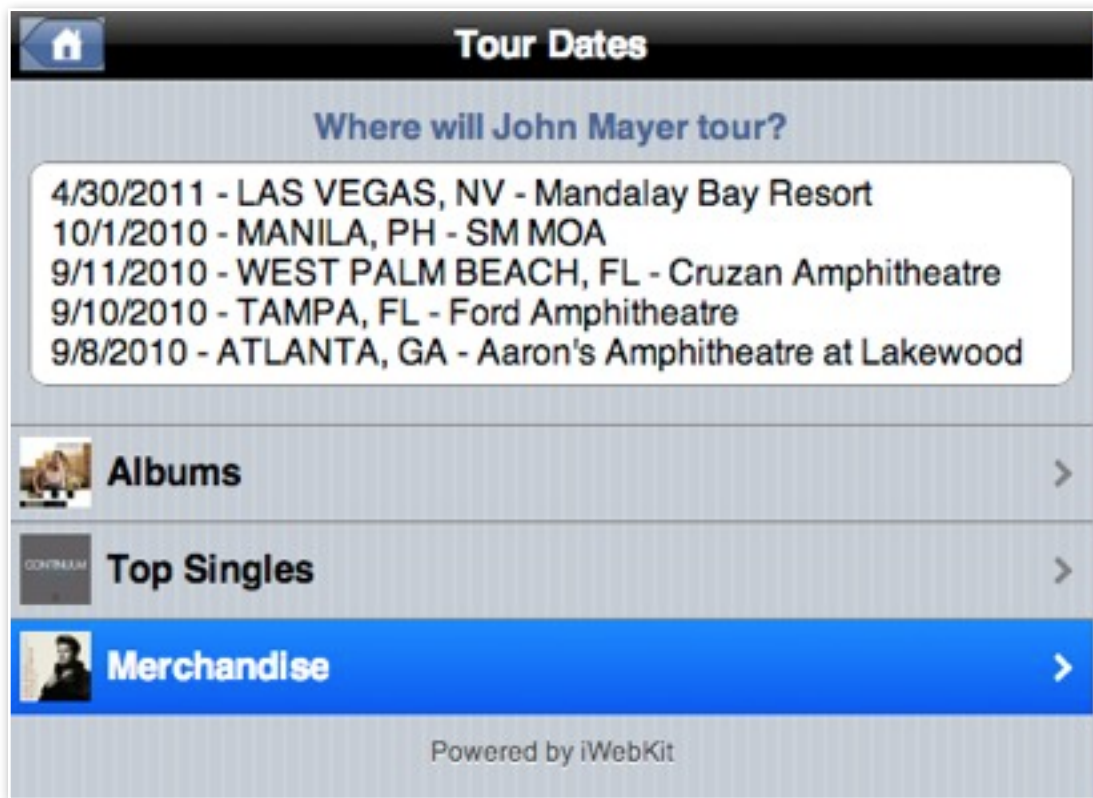 Tour Dates
Where will John Mayer tour?
4/30/2011 - LAS VEGAS, NV - Mandalay Bay Resort
10/1/2010 - MANILA, PH - SM MOA
9/11/2010 - WEST PALM BEACH, FL - Cruzan Amphitheatre
9/10/2010 - TAMPA, FL - Ford Amphitheatre
9/8/2010 - ATLANTA, GA - Aaron's Amphitheatre at Lakewood
Albums
CONTINUUM
Top Singles
Merchandise
Powered by iWebKit